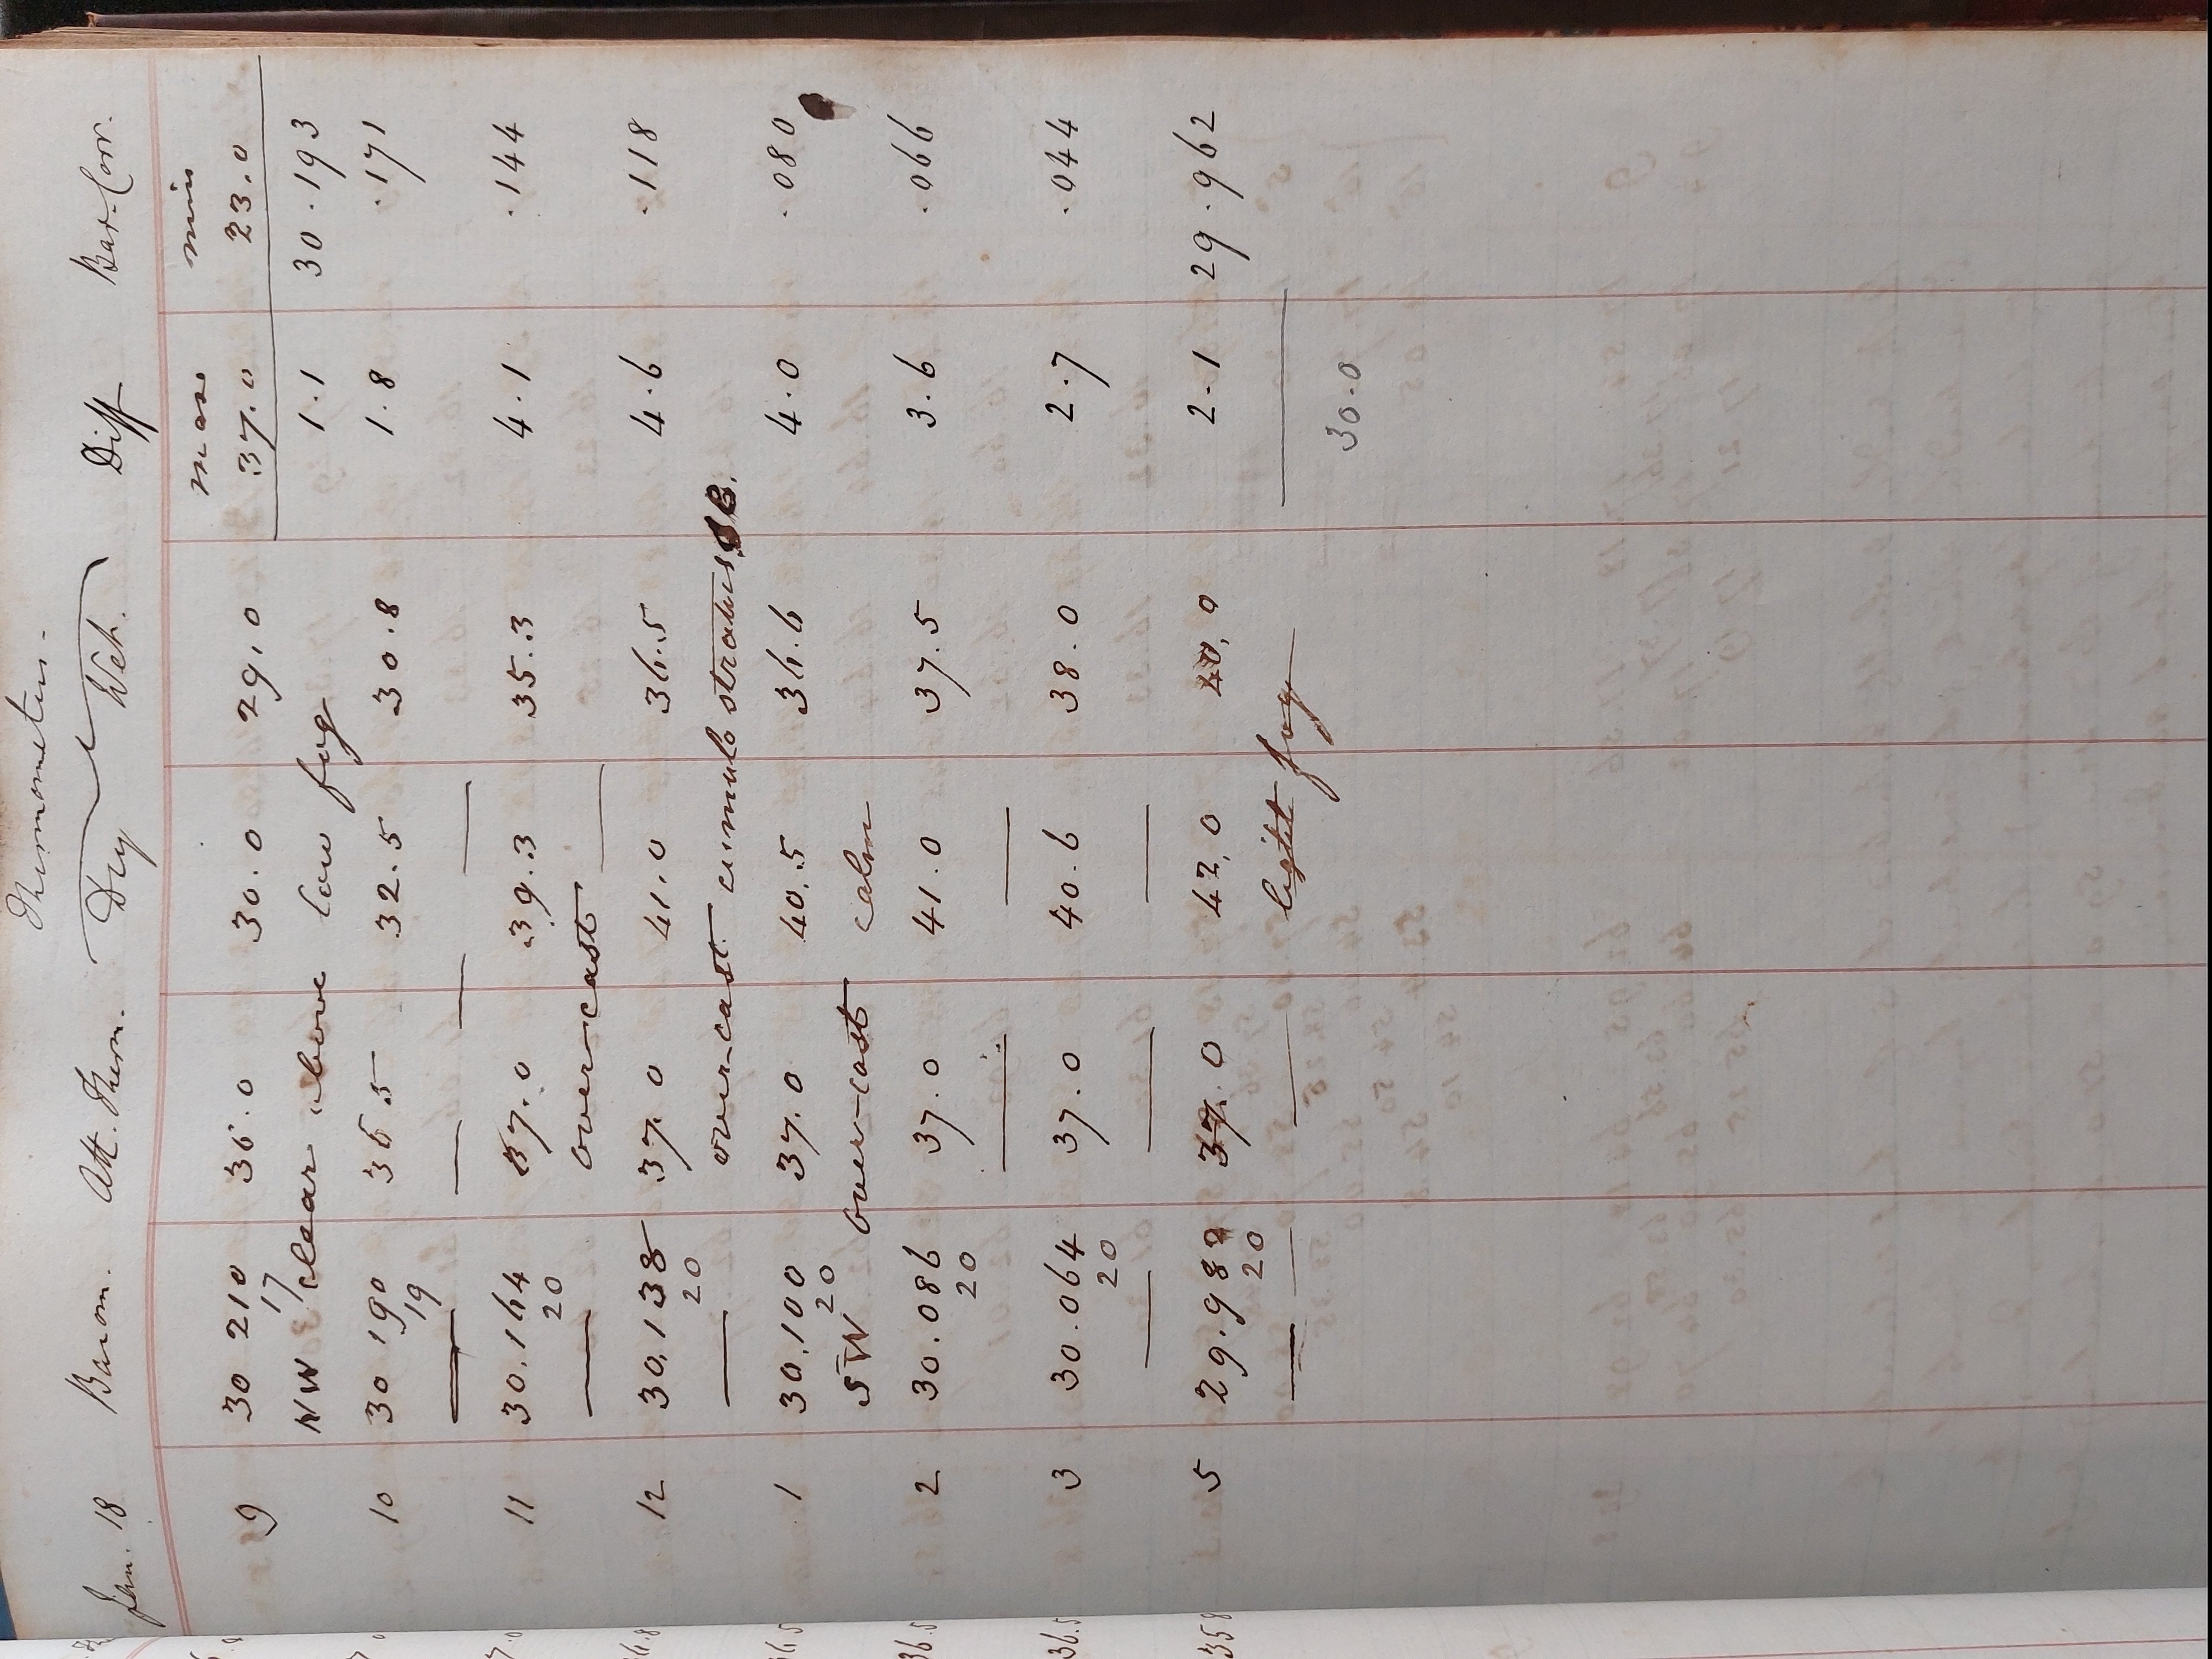 Thermometers.
Jan. 18 Barom. Att. Therm. Dry Wet. Diff Bar. Corr.
max min
9 30 210 36.0 30.0 29.0 37.0 23.0
17
NW clear above low fog 1.1 30.193
10 30 190 36 5 32.5 30.8 1.8 .171
19
11 30.164 37.0 39.3 35.3 4.1 .144
20
over-cast
12 30.138 37.0 41.0 36.5 4.6 .118
20
over-cast cumulo stratus
1 30.100 37.0 40.5 36.6 4.0 .080
20
SW over-cast calm
2 30.086 37.0 41.0 37.5 3.6 .066
20
3 30.064 37.0 40.6 38.0 2.7 .044
20
5 29.982 37.0 42,0 40,0 2.1 29.962
20
light fog
30.0